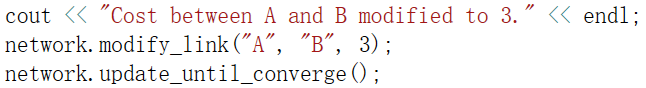 cout << "Cost between A and B modified to 3." << endl;
network.modify_link("A", "B", 3);
network.update_until_converge();